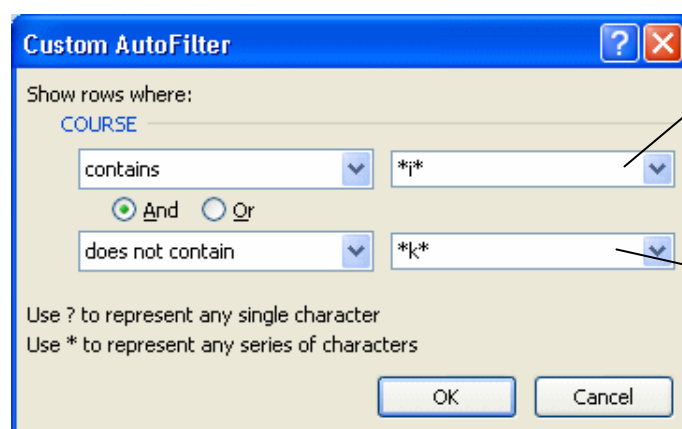 Custom AutoFilter
Show rows where:
COURSE
contains *i*
And Or
does not contain *k*
Use ? to represent any single character
Use * to represent any series of characters
OK Cancel